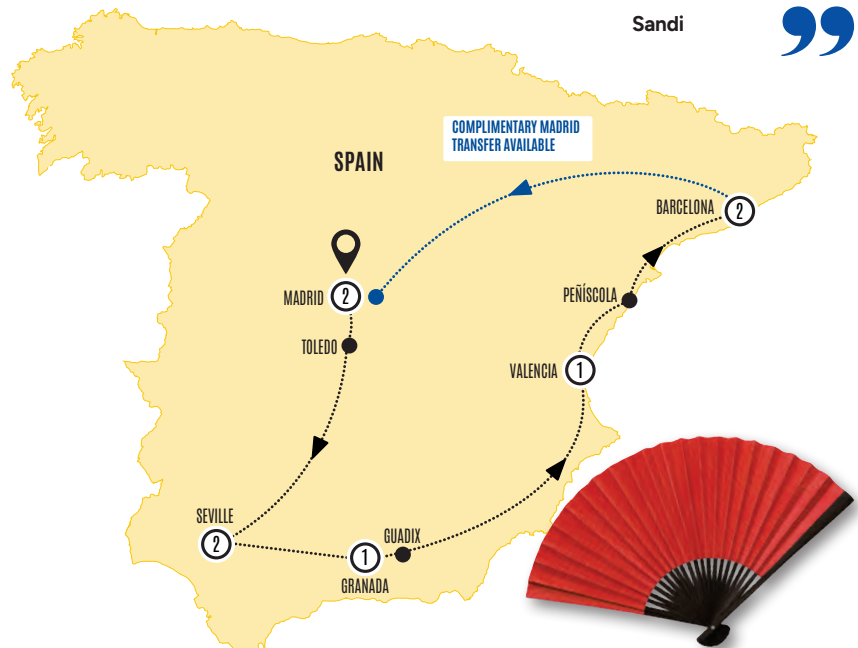 Sandi
”
COMPLIMENTARY MADRID
TRANSFER AVAILABLE
SPAIN
BARCELONA
2
MADRID
2
PEÑÍSCOLA
TOLEDO
VALENCIA
1
SEVILLE
2
GUADIX
1
GRANADA